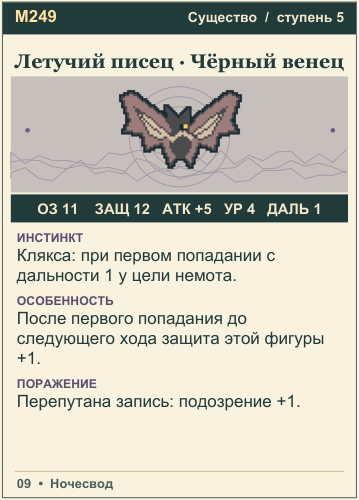 M249
Существо / ступень 5
Летучий писец · Чёрный венец
ОЗ 11 ЗАЩ 12 АТК +5 УР 4 ДАЛЬ 1
ИНСТИНКТ
Клякса: при первом попадании с
дальности 1 у цели немота.
ОСОБЕННОСТЬ
После первого попадания до
следующего хода защита этой фигуры
+1.
ПОРАЖЕНИЕ
Перепутана запись: подозрение +1.
09 • Ночесвод